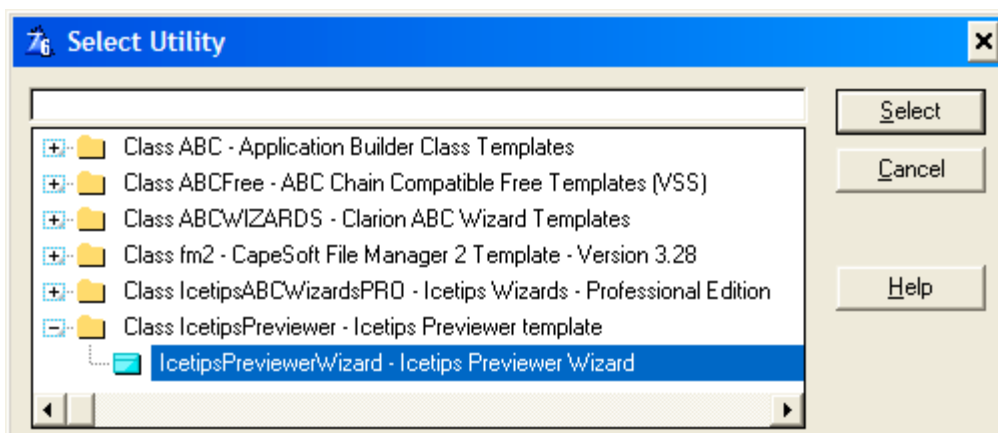 76 Select Utility
Select
Class ABC - Application Builder Class Templates
Class ABCFree - ABC Chain Compatible Free Templates (VSS)
Cancel
Class ABCWIZARDS - Clarion ABC Wizard Templates
Class fm2 - CapeSoft File Manager 2 Template - Version 3.28
Class IcetipsABCWizardsPRO - Icetips Wizards - Professional Edition
Help
Class IcetipsPreviewer - Icetips Previewer template
IcetipsPreviewerWizard - Icetips Previewer Wizard